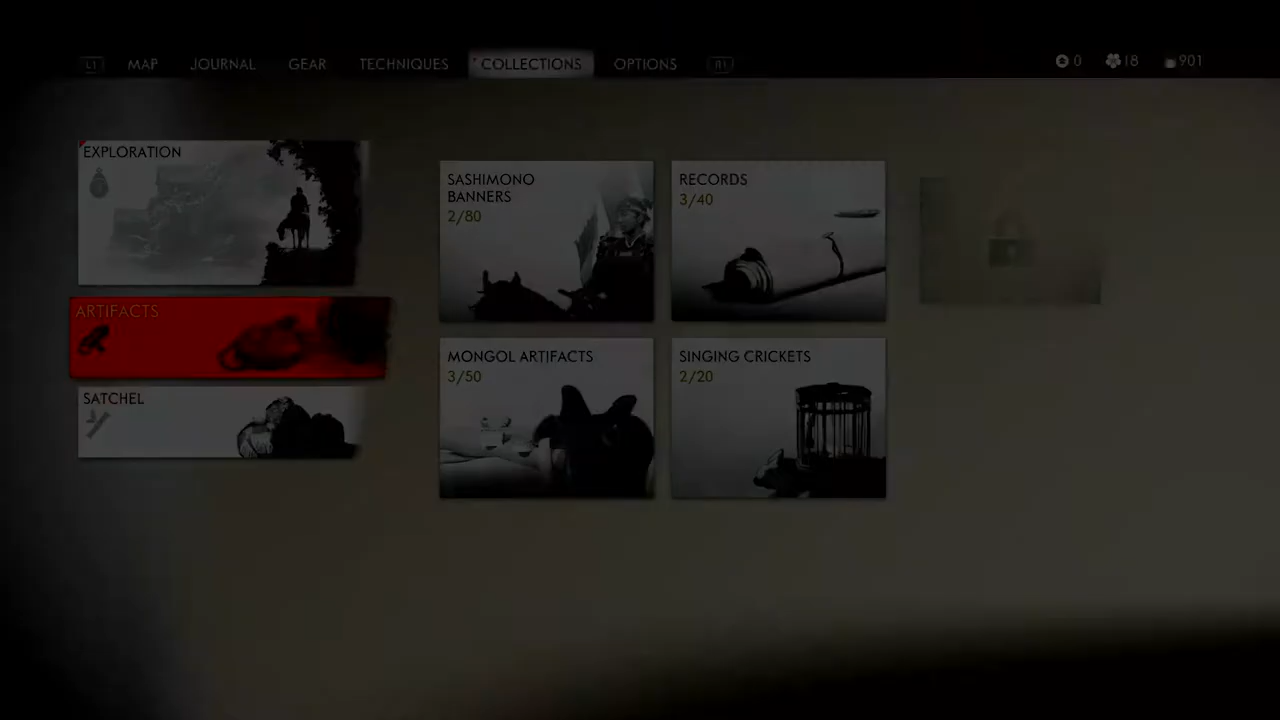 L1 MAP JOURNAL GEAR TECHNIQUES COLLECTIONS OPTIONS R1 0 18 901
EXPLORATION
ARTIFACTS
SATCHEL
SASHIMONO
BANNERS
2/80
RECORDS
3/40
MONGOL ARTIFACTS
3/50
SINGING CRICKETS
2/20